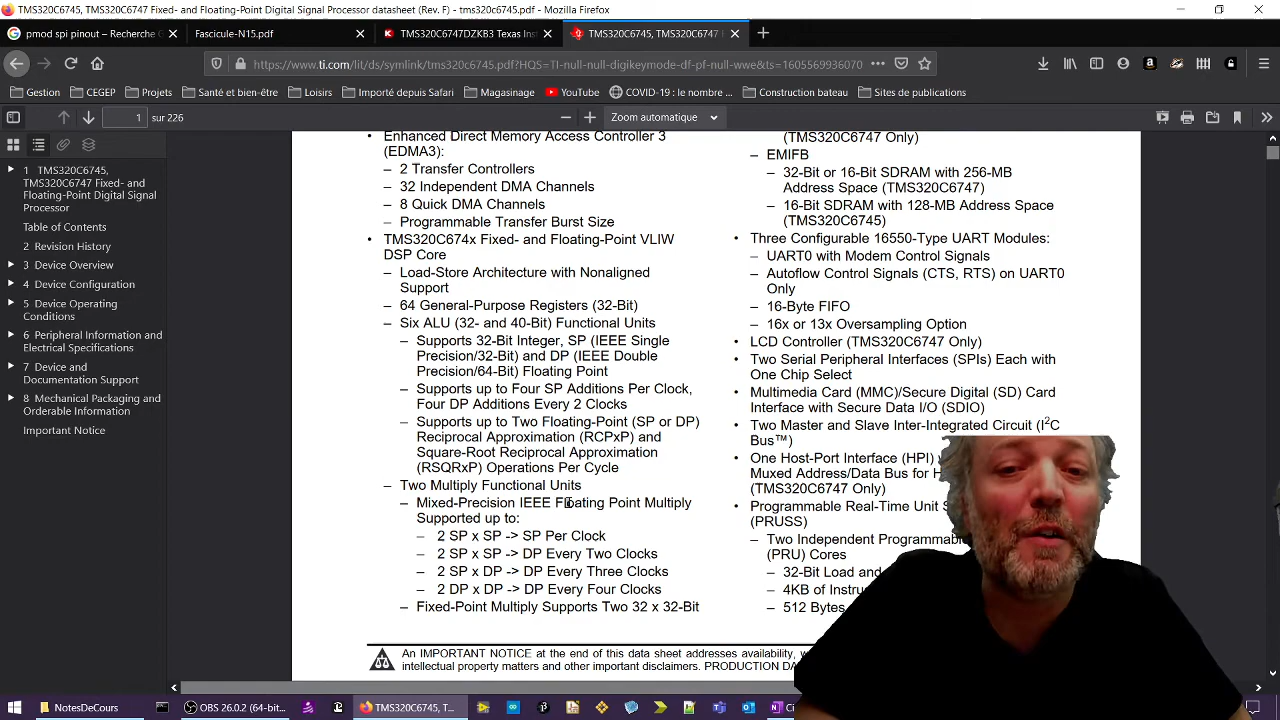 TMS320C6745, TMS320C6747 Fixed- and Floating-Point Digital Signal Processor datasheet (Rev. F) - tms320c6745.pdf - Mozilla Firefox
pmod spi pinout – Recherche G
Fascicule-N15.pdf
TMS320C6747DZKB3 Texas Inst
TMS320C6745, TMS320C6747
https://www.ti.com/lit/ds/symlink/tms320c6745.pdf?HQS=TI-null-null-digikeymode-df-pf-null-wwe&ts=1605569936070
Gestion
CEGEP
Projets
Santé et bien-être
Loisirs
Importé depuis Safari
Magasinage
YouTube
COVID-19 : le nombre ...
Construction bateau
Sites de publications
1
sur 226
Zoom automatique
1 TMS320C6745,
TMS320C6747 Fixed- and
Floating-Point Digital Signal
Processor
Table of Contents
2 Revision History
3 Device Overview
4 Device Configuration
5 Device Operating
Conditions
6 Peripheral Information and
Electrical Specifications
7 Device and
Documentation Support
8 Mechanical Packaging and
Orderable Information
Important Notice
• Enhanced Direct Memory Access Controller 3
(EDMA3):
– 2 Transfer Controllers
– 32 Independent DMA Channels
– 8 Quick DMA Channels
– Programmable Transfer Burst Size
• TMS320C674x Fixed- and Floating-Point VLIW
DSP Core
– Load-Store Architecture with Nonaligned
Support
– 64 General-Purpose Registers (32-Bit)
– Six ALU (32- and 40-Bit) Functional Units
– Supports 32-Bit Integer, SP (IEEE Single
Precision/32-Bit) and DP (IEEE Double
Precision/64-Bit) Floating Point
– Supports up to Four SP Additions Per Clock,
Four DP Additions Every 2 Clocks
– Supports up to Two Floating-Point (SP or DP)
Reciprocal Approximation (RCPxP) and
Square-Root Reciprocal Approximation
(RSQRxP) Operations Per Cycle
– Two Multiply Functional Units
– Mixed-Precision IEEE Floating Point Multiply
Supported up to:
– 2 SP x SP -> SP Per Clock
– 2 SP x SP -> DP Every Two Clocks
– 2 SP x DP -> DP Every Three Clocks
– 2 DP x DP -> DP Every Four Clocks
– Fixed-Point Multiply Supports Two 32 x 32-Bit
(TMS320C6747 Only)
– EMIFB
– 32-Bit or 16-Bit SDRAM with 256-MB
Address Space (TMS320C6747)
– 16-Bit SDRAM with 128-MB Address Space
(TMS320C6745)
• Three Configurable 16550-Type UART Modules:
– UART0 with Modem Control Signals
– Autoflow Control Signals (CTS, RTS) on UART0
Only
– 16-Byte FIFO
– 16x or 13x Oversampling Option
• LCD Controller (TMS320C6747 Only)
• Two Serial Peripheral Interfaces (SPIs) Each with
One Chip Select
• Multimedia Card (MMC)/Secure Digital (SD) Card
Interface with Secure Data I/O (SDIO)
• Two Master and Slave Inter-Integrated Circuit (I²C
Bus™)
• One Host-Port Interface (HPI)
Muxed Address/Data Bus for
(TMS320C6747 Only)
• Programmable Real-Time Unit
(PRUSS)
– Two Independent Programmable
(PRU) Cores
– 32-Bit Load and
– 4KB of
– 512 Bytes
An IMPORTANT NOTICE at the end of this data sheet addresses availability,
intellectual property matters and other important disclaimers. PRODUCTION
NotesDeCours
OBS 26.0.2 (64-bit...
TMS320C6745, T...